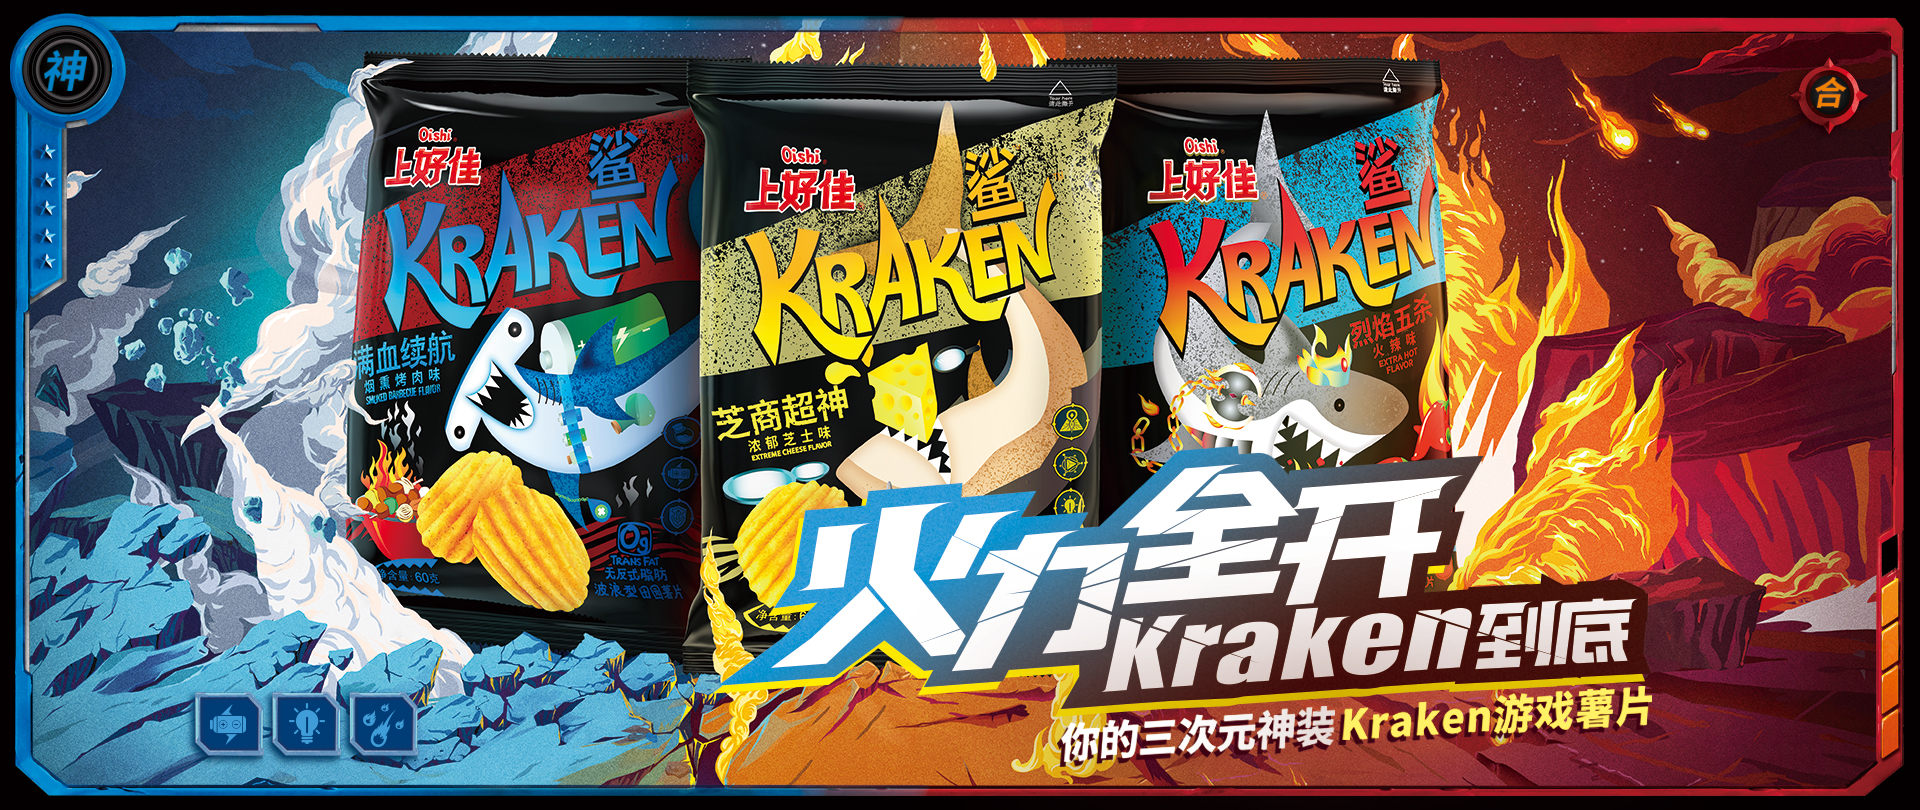 神
合
Oishi
上好佳
鲨
KRAKEN
满血续航
烟熏烤肉味
SMOKED BARBECUE FLAVOR
0g
TRANS FAT
无反式脂肪
波浪型田园薯片
净含量:60克
Oishi
上好佳
鲨
KRAKEN
芝商超神
浓郁芝士味
EXTREME CHEESE FLAVOR
净含量:6
Oishi
上好佳
鲨
KRAKEN
烈焰五杀
火辣味
EXTRA HOT
FLAVOR
火力全开
Kraken到底
你的三次元神装 Kraken游戏薯片